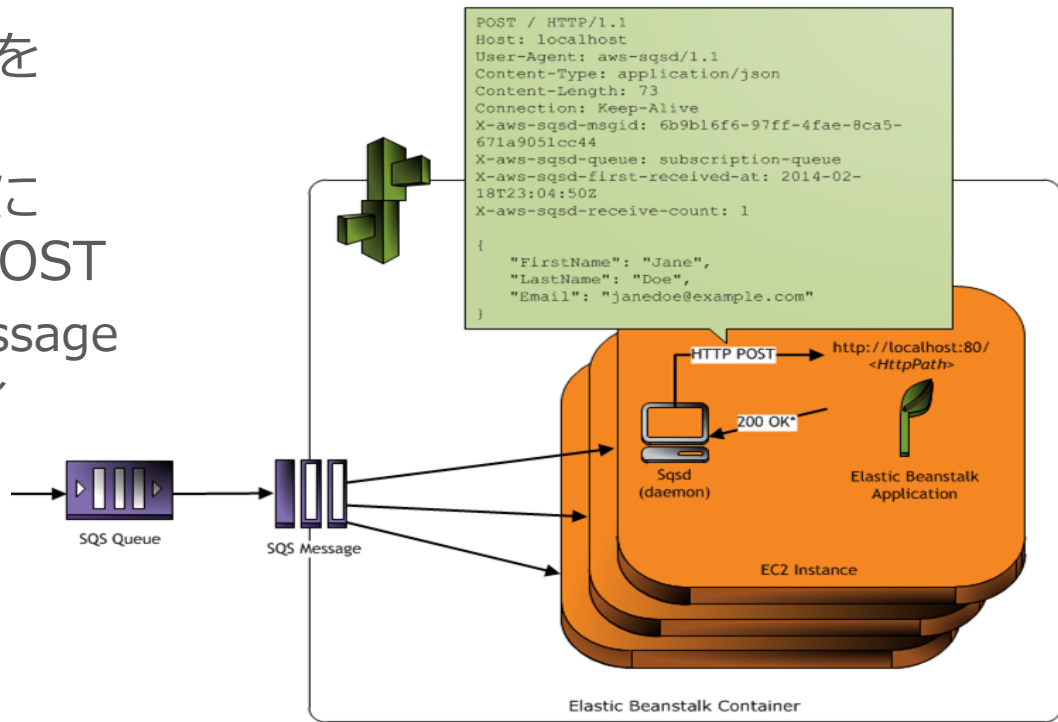 を
に
OST
ssage
POST / HTTP/1.1
Host: localhost
User-Agent: aws-sqsd/1.1
Content-Type: application/json
Content-Length: 73
Connection: Keep-Alive
X-aws-sqsd-msgid: 6b9b16f6-97ff-4fae-8ca5-
671a9051cc44
X-aws-sqsd-queue: subscription-queue
X-aws-sqsd-first-received-at: 2014-02-
18T23:04:50Z
X-aws-sqsd-receive-count: 1
{
"FirstName": "Jane",
"LastName": "Doe",
"Email": "janedoe@example.com"
}
HTTP POST
http://localhost:80/
<HttpPath>
200 OK*
Sqsd
(daemon)
Elastic Beanstalk
Application
SQS Queue
SQS Message
EC2 Instance
Elastic Beanstalk Container